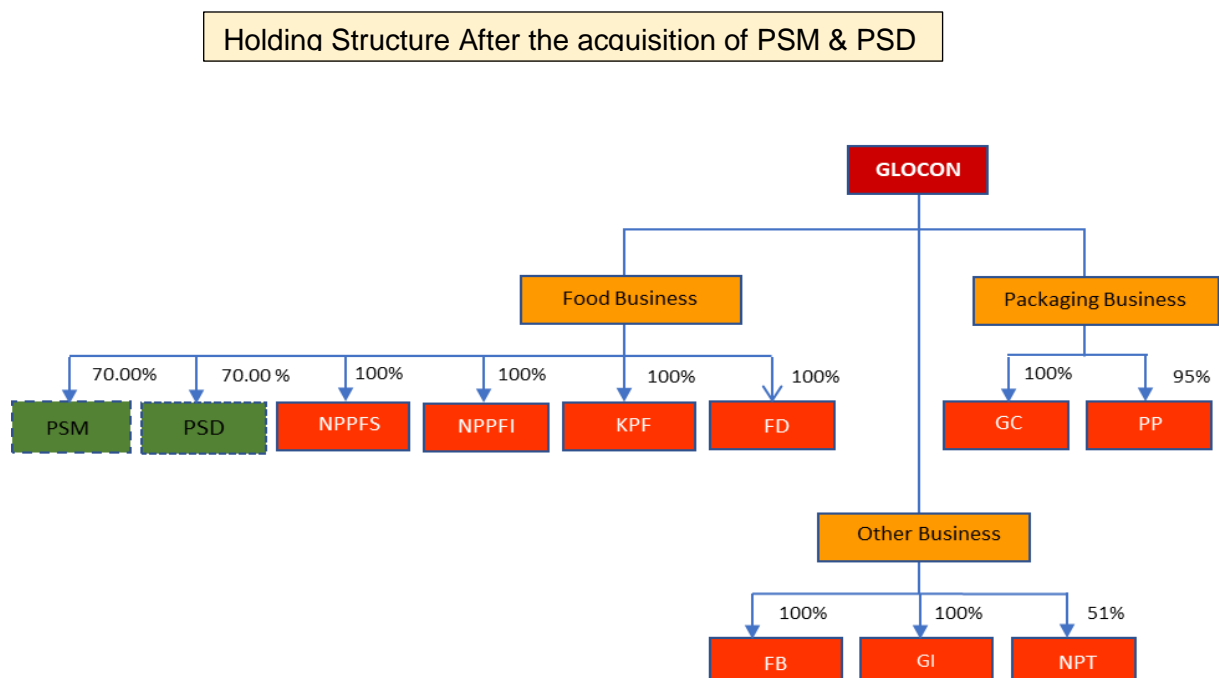 Holding Structure After the acquisition of PSM & PSD
GLOCON
Food Business
Packaging Business
70.00%
70.00 %
100%
100%
100%
100%
100%
95%
PSM
PSD
NPPFS
NPPFI
KPF
FD
GC
PP
Other Business
100%
100%
51%
FB
GI
NPT